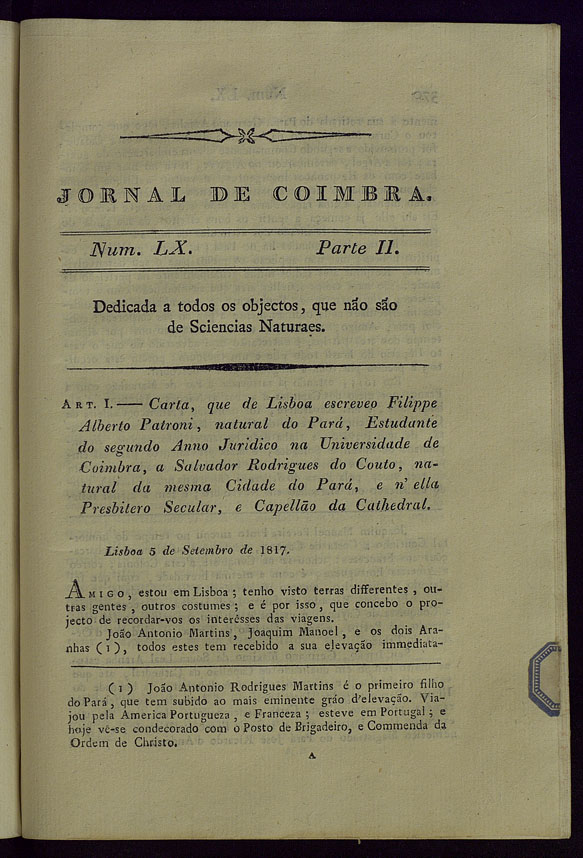 JORNAL DE COIMBRA.
Num. LX. Parte II.
Dedicada a todos os objectos, que não são
de Sciencias Naturaes.
ART. I.—— Carta, que de Lisboa escreveo Filippe
Alberto Patroni, natural do Pará, Estudante
do segundo Anno Juridico na Universidade de
Coimbra, a Salvador Rodrigues do Couto, na-
tural da mesma Cidade do Pará, e n'ella
Presbitero Secular, e Capellão da Cathedral.
Lisboa 5 de Setembro de 1817.
AMIGO, estou em Lisboa; tenho visto terras differentes, ou-
tras gentes, outros costumes; e é por isso, que concebo o pro-
jecto de recordar-vos os interésses das viagens.
João Antonio Martins, Joaquim Manoel, e os dois Ara-
nhas (1), todos estes tem recebido a sua elevação immediata-
(1) João Antonio Rodrigues Martins é o primeiro filho
do Pará, que tem subido ao mais eminente gráo d'elevação. Via-
jou pela America Portugueza, e Franceza; esteve em Portugal; e
hoje vê-se condecorado com o Posto de Brigadeiro, e Commenda da
Ordem de Christo.
A